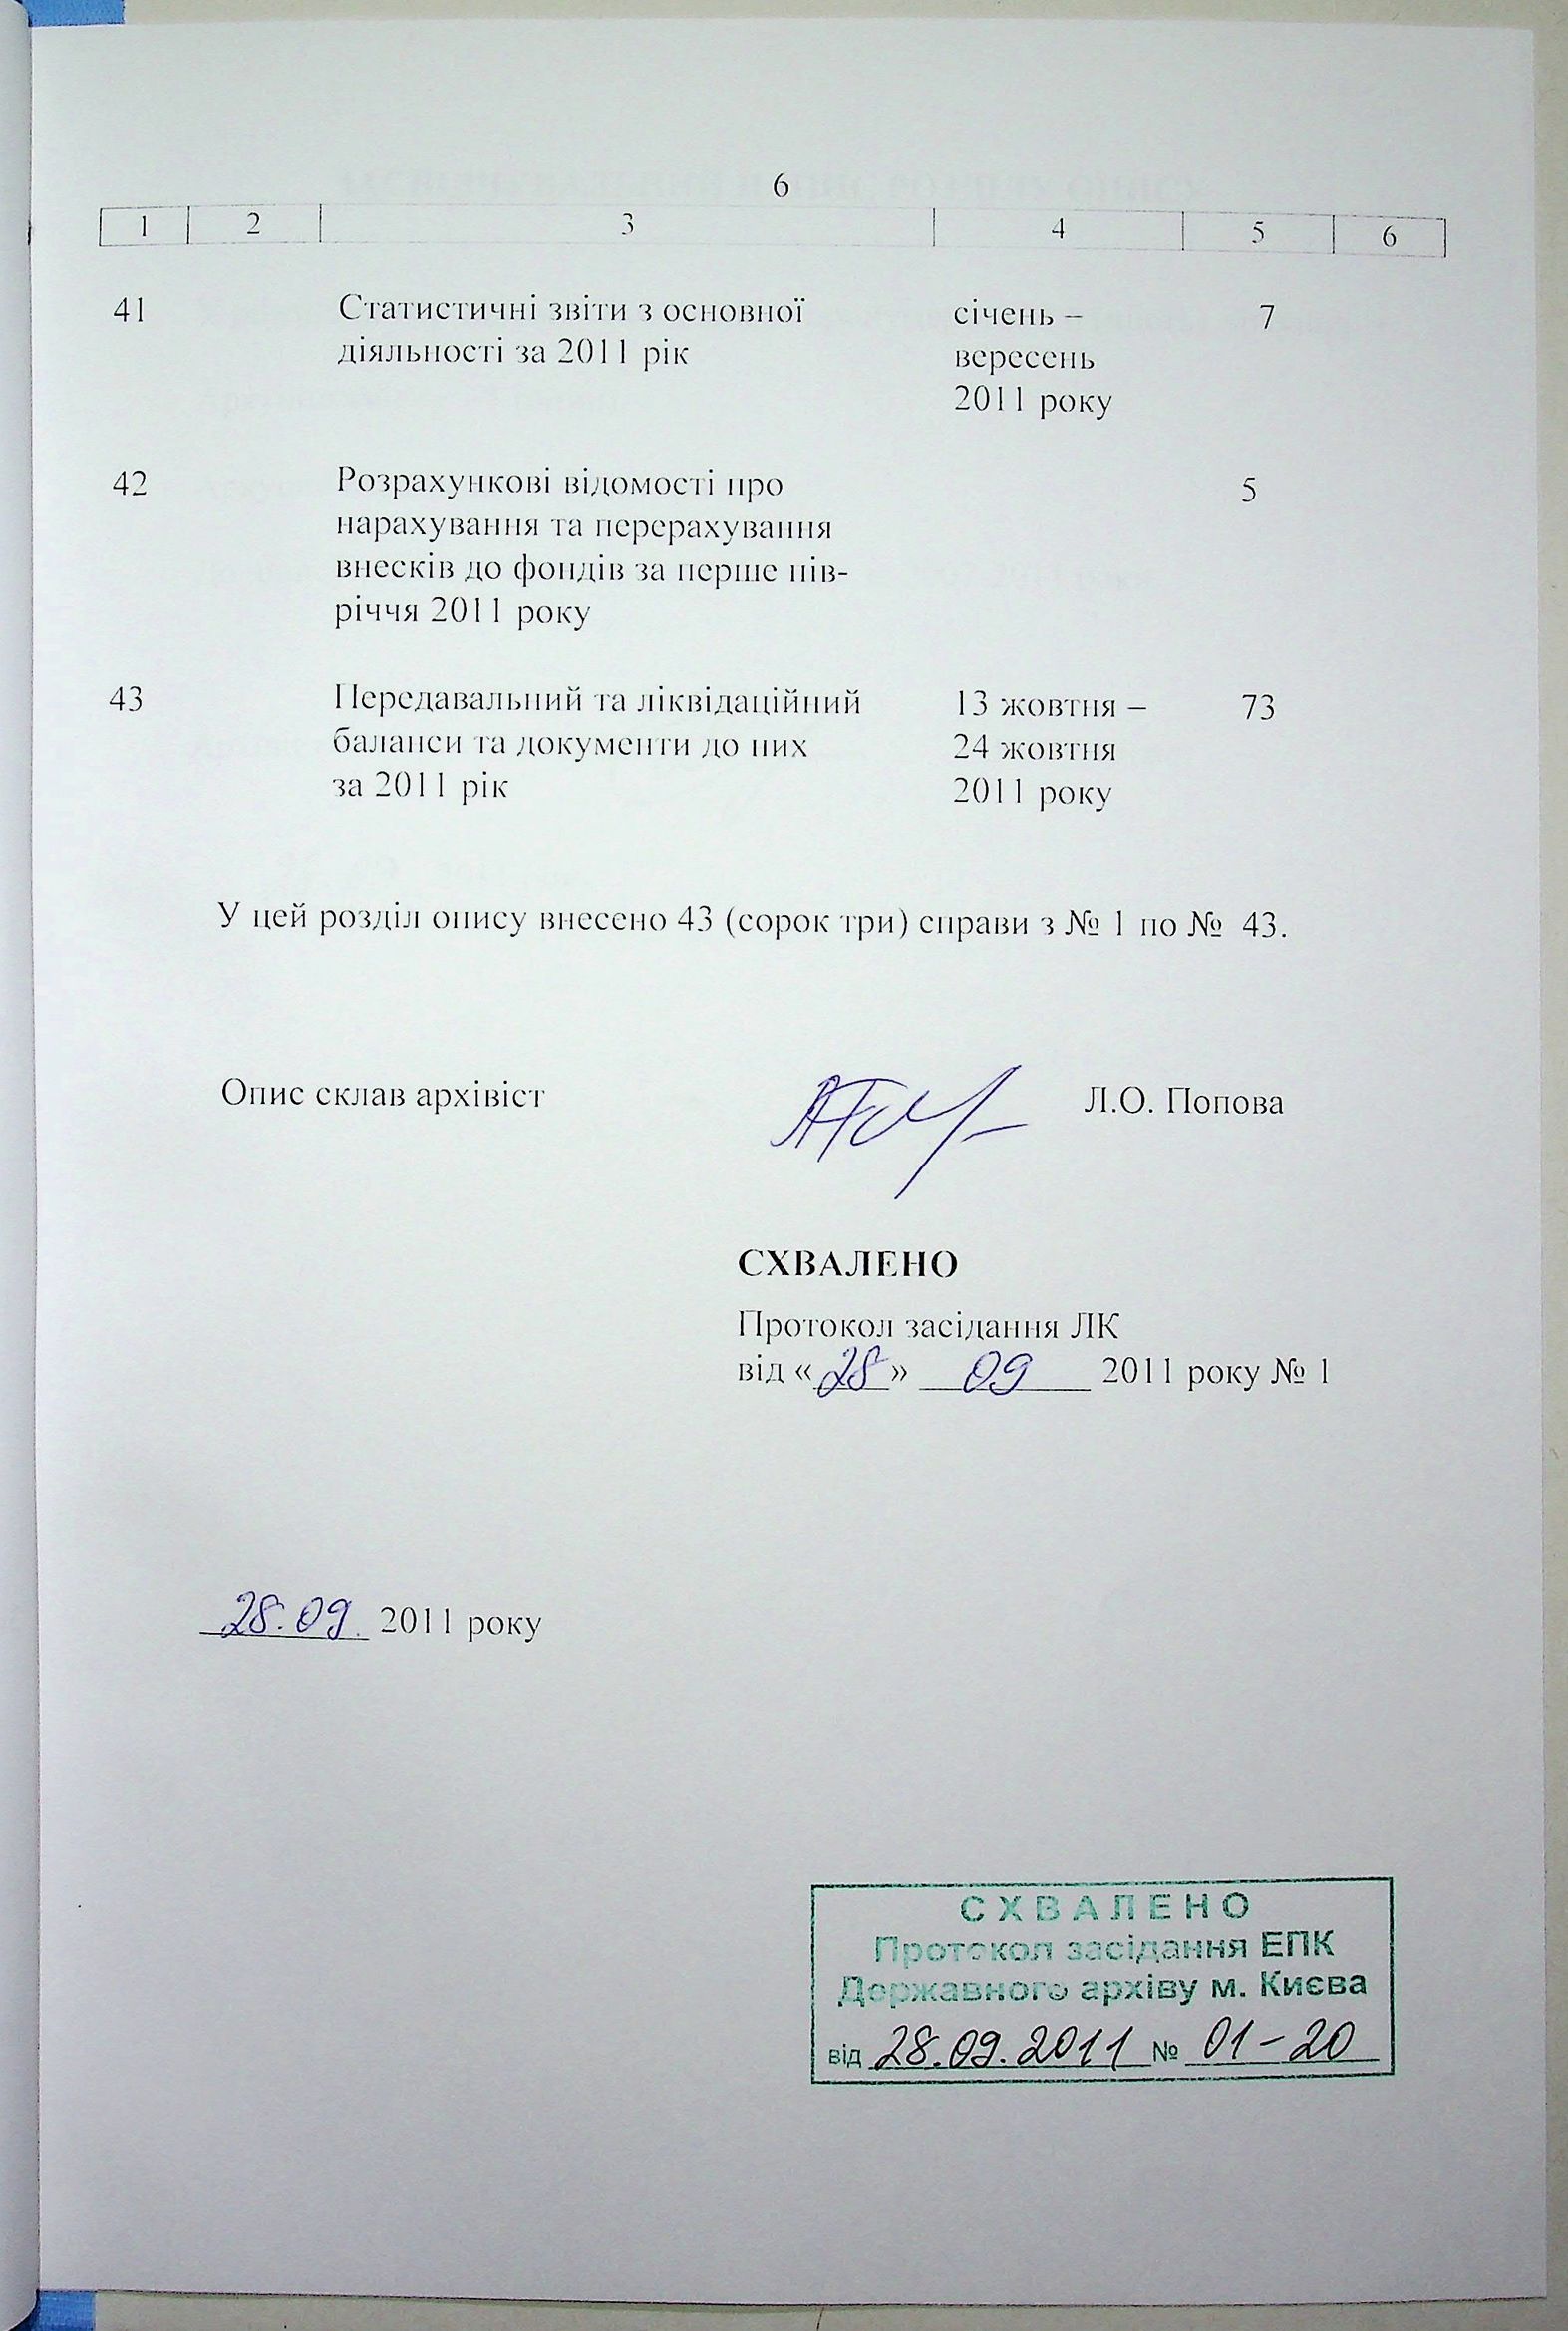 6
1 2 3 4 5 6
41 Статистичні звіти з основної січень – 7
діяльності за 2011 рік вересень
2011 року
42 Розрахункові відомості про 5
нарахування та перерахування
внесків до фондів за перше пів-
річчя 2011 року
43 Передавальний та ліквідаційний 13 жовтня – 73
баланси та документи до них 24 жовтня
за 2011 рік 2011 року
У цей розділ опису внесено 43 (сорок три) справи з № 1 по № 43.
Опис склав архівіст Л.О. Попова
СХВАЛЕНО
Протокол засідання ЛК
від «28» 09 2011 року № 1
28.09. 2011 року
СХВАЛЕНО
Протокол засідання ЕПК
Державного архіву м. Києва
від 28.09.2011 № 01-20